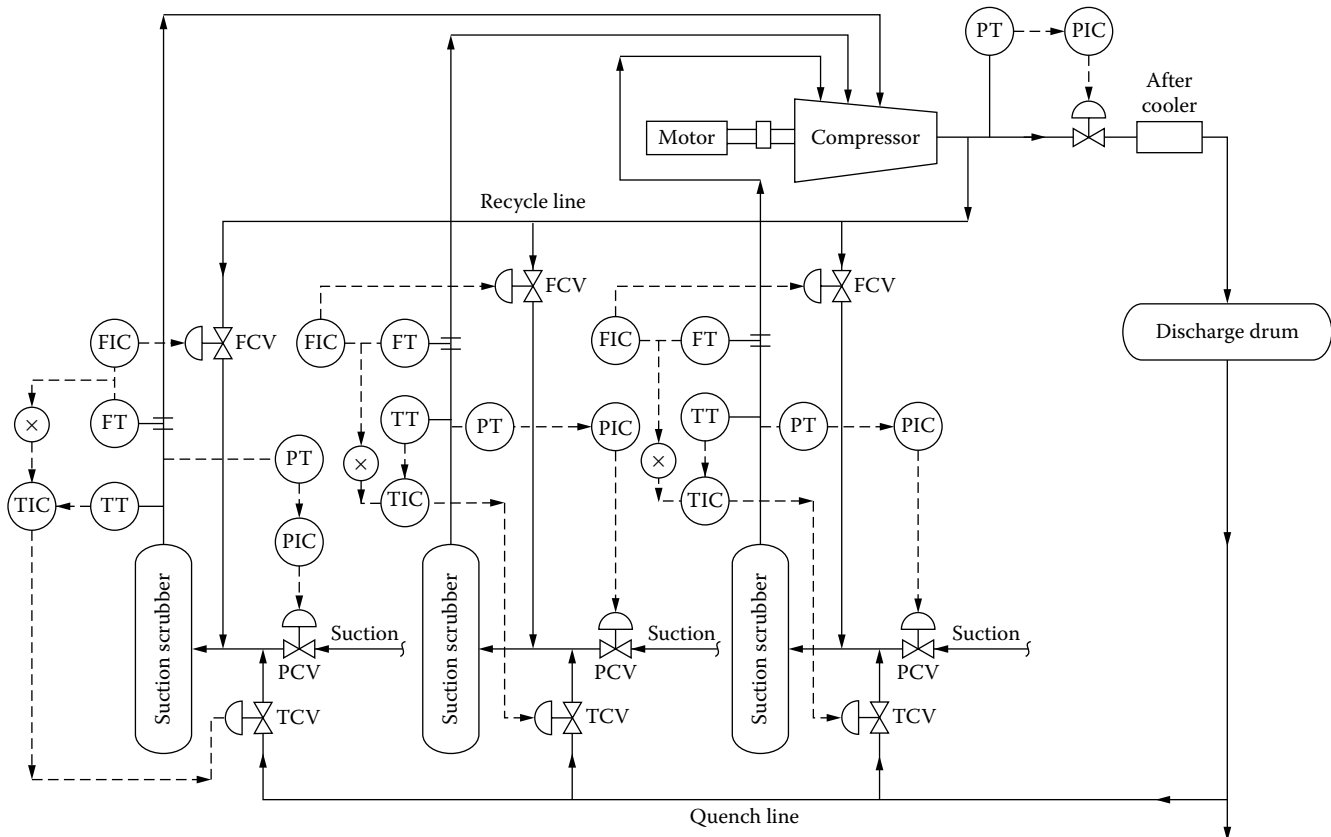 PT
PIC
After
cooler
Motor
Compressor
Recycle line
FCV
FCV
FIC
FCV
FIC
FT
FIC
FT
Discharge drum
×
FT
TT
PT
PIC
TT
PT
PIC
PT
×
×
TIC
TT
TIC
TIC
PIC
Suction scrubber
Suction scrubber
Suction scrubber
Suction
Suction
Suction
PCV
PCV
PCV
TCV
TCV
TCV
Quench line